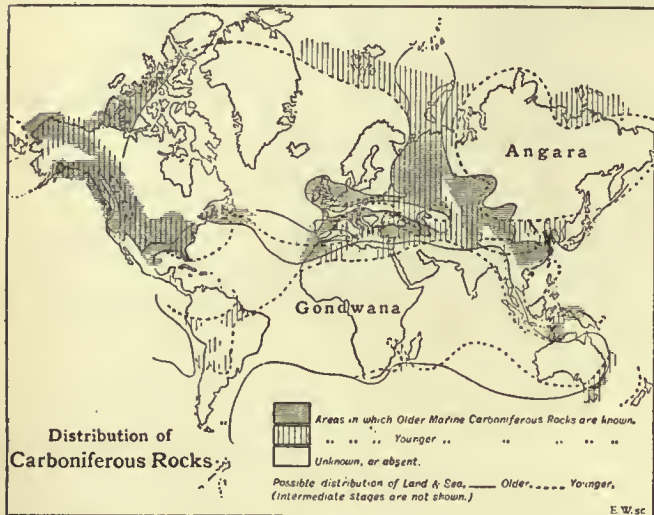 Angara
Gondwana
Distribution of
Carboniferous Rocks
Areas in which Older Marine Carboniferous Rocks are known.
" " " Younger " " " " "
Unknown, or absent.
Possible distribution of Land & Sea, Older. Younger.
(Intermediate stages are not shown.)
E.W. sc